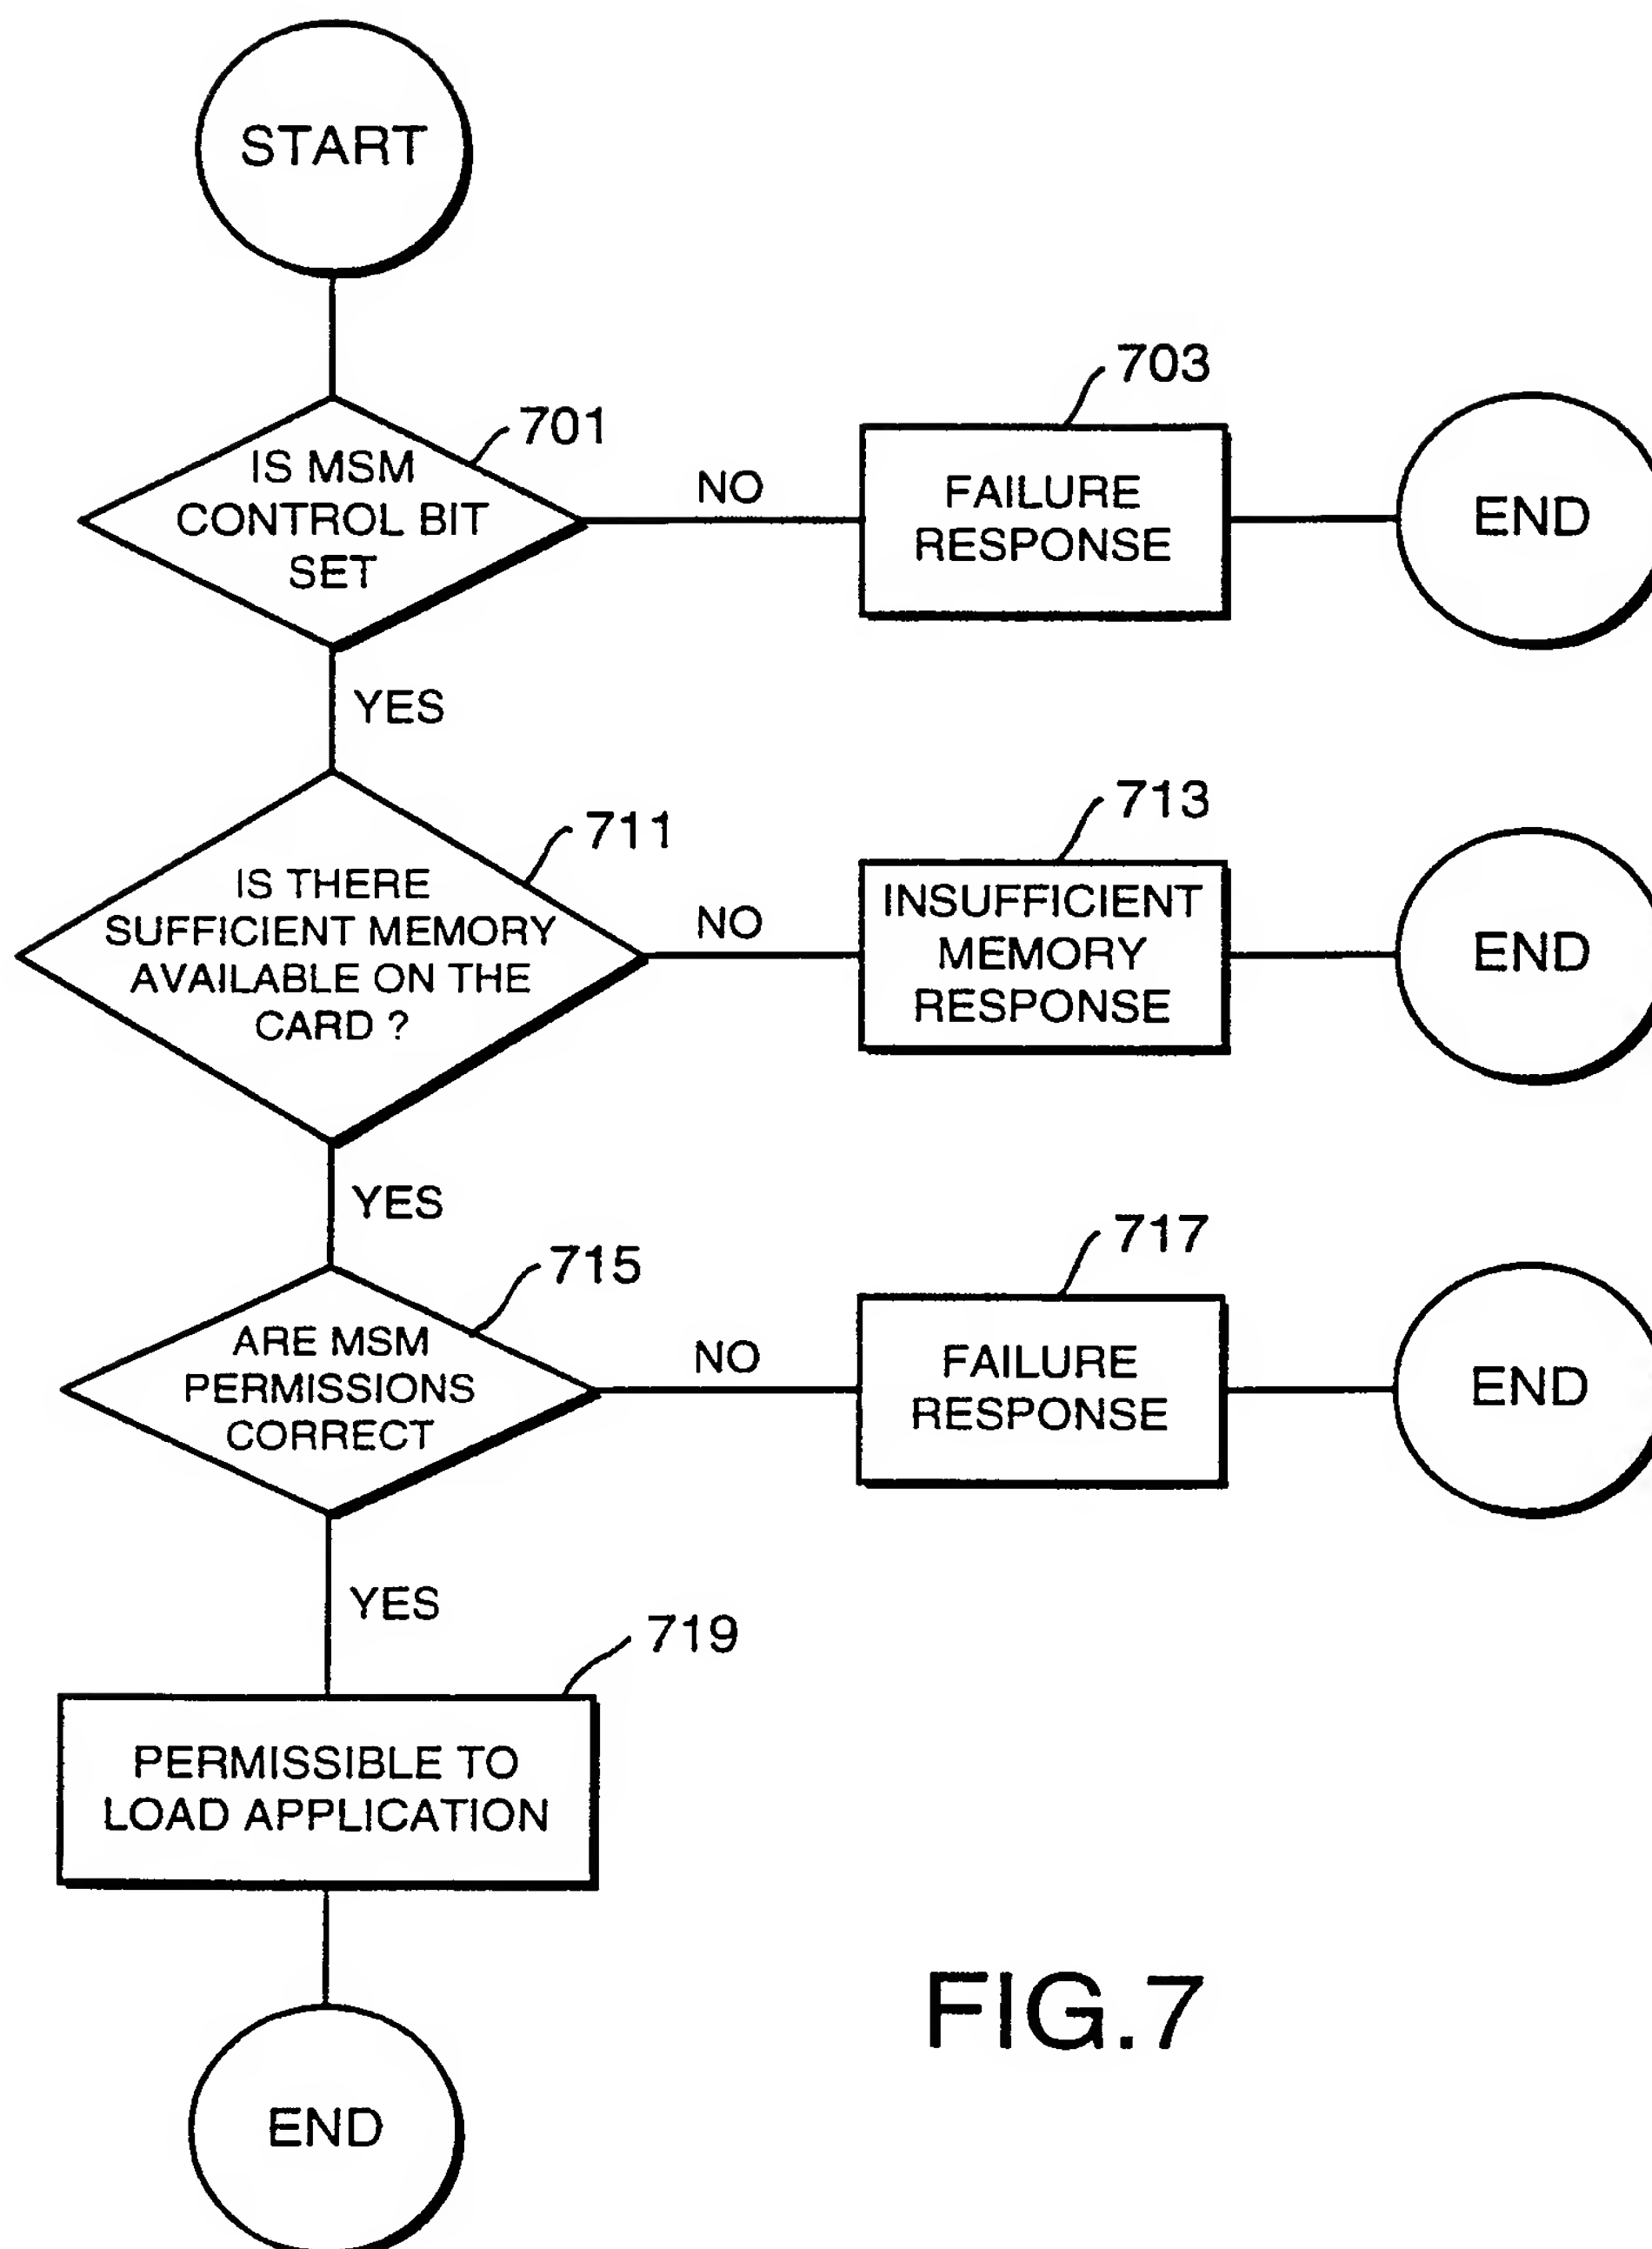 START
701
IS MSM
CONTROL BIT
SET
NO
703
FAILURE
RESPONSE
END
YES
711
IS THERE
SUFFICIENT MEMORY
AVAILABLE ON THE
CARD ?
NO
713
INSUFFICIENT
MEMORY
RESPONSE
END
YES
715
ARE MSM
PERMISSIONS
CORRECT
NO
717
FAILURE
RESPONSE
END
YES
719
PERMISSIBLE TO
LOAD APPLICATION
END
FIG.7